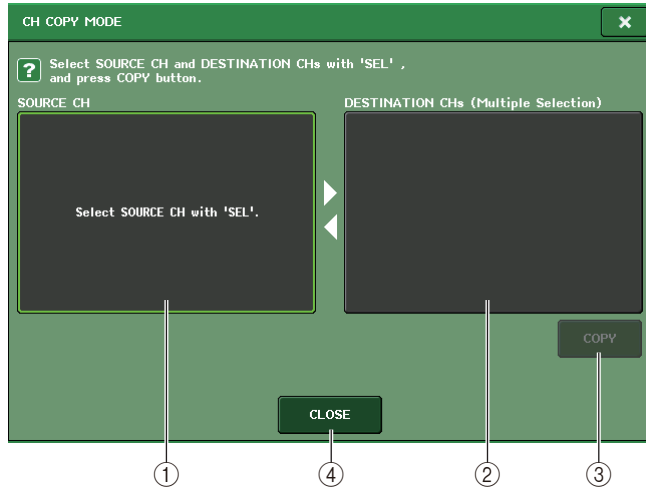 CH COPY MODE
×
? Select SOURCE CH and DESTINATION CHs with 'SEL' ,
and press COPY button.
SOURCE CH
DESTINATION CHs (Multiple Selection)
Select SOURCE CH with 'SEL'.
COPY
CLOSE
① ④ ② ③